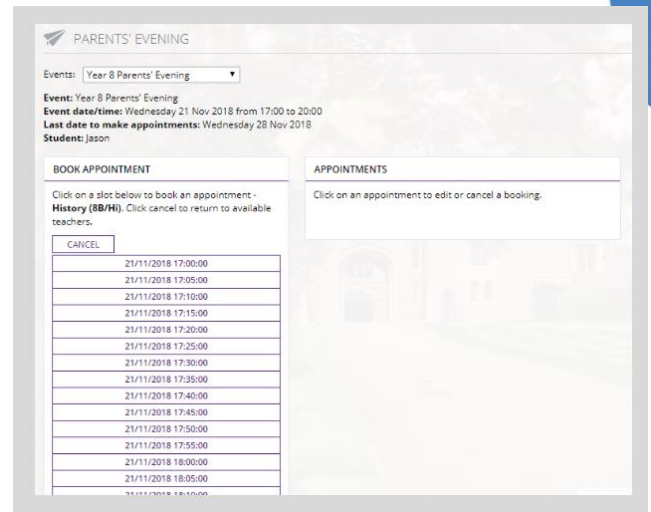 PARENTS' EVENING
Events: Year 8 Parents' Evening
Event: Year 8 Parents' Evening
Event date/time: Wednesday 21 Nov 2018 from 17:00 to 20:00
Last date to make appointments: Wednesday 28 Nov 2018
Student: Jason
BOOK APPOINTMENT
Click on a slot below to book an appointment -
History (8B/Hi). Click cancel to return to available
teachers.
CANCEL
21/11/2018 17:00:00
21/11/2018 17:05:00
21/11/2018 17:10:00
21/11/2018 17:15:00
21/11/2018 17:20:00
21/11/2018 17:25:00
21/11/2018 17:30:00
21/11/2018 17:35:00
21/11/2018 17:40:00
21/11/2018 17:45:00
21/11/2018 17:50:00
21/11/2018 17:55:00
21/11/2018 18:00:00
21/11/2018 18:05:00
21/11/2018 18:10:00
APPOINTMENTS
Click on an appointment to edit or cancel a booking.